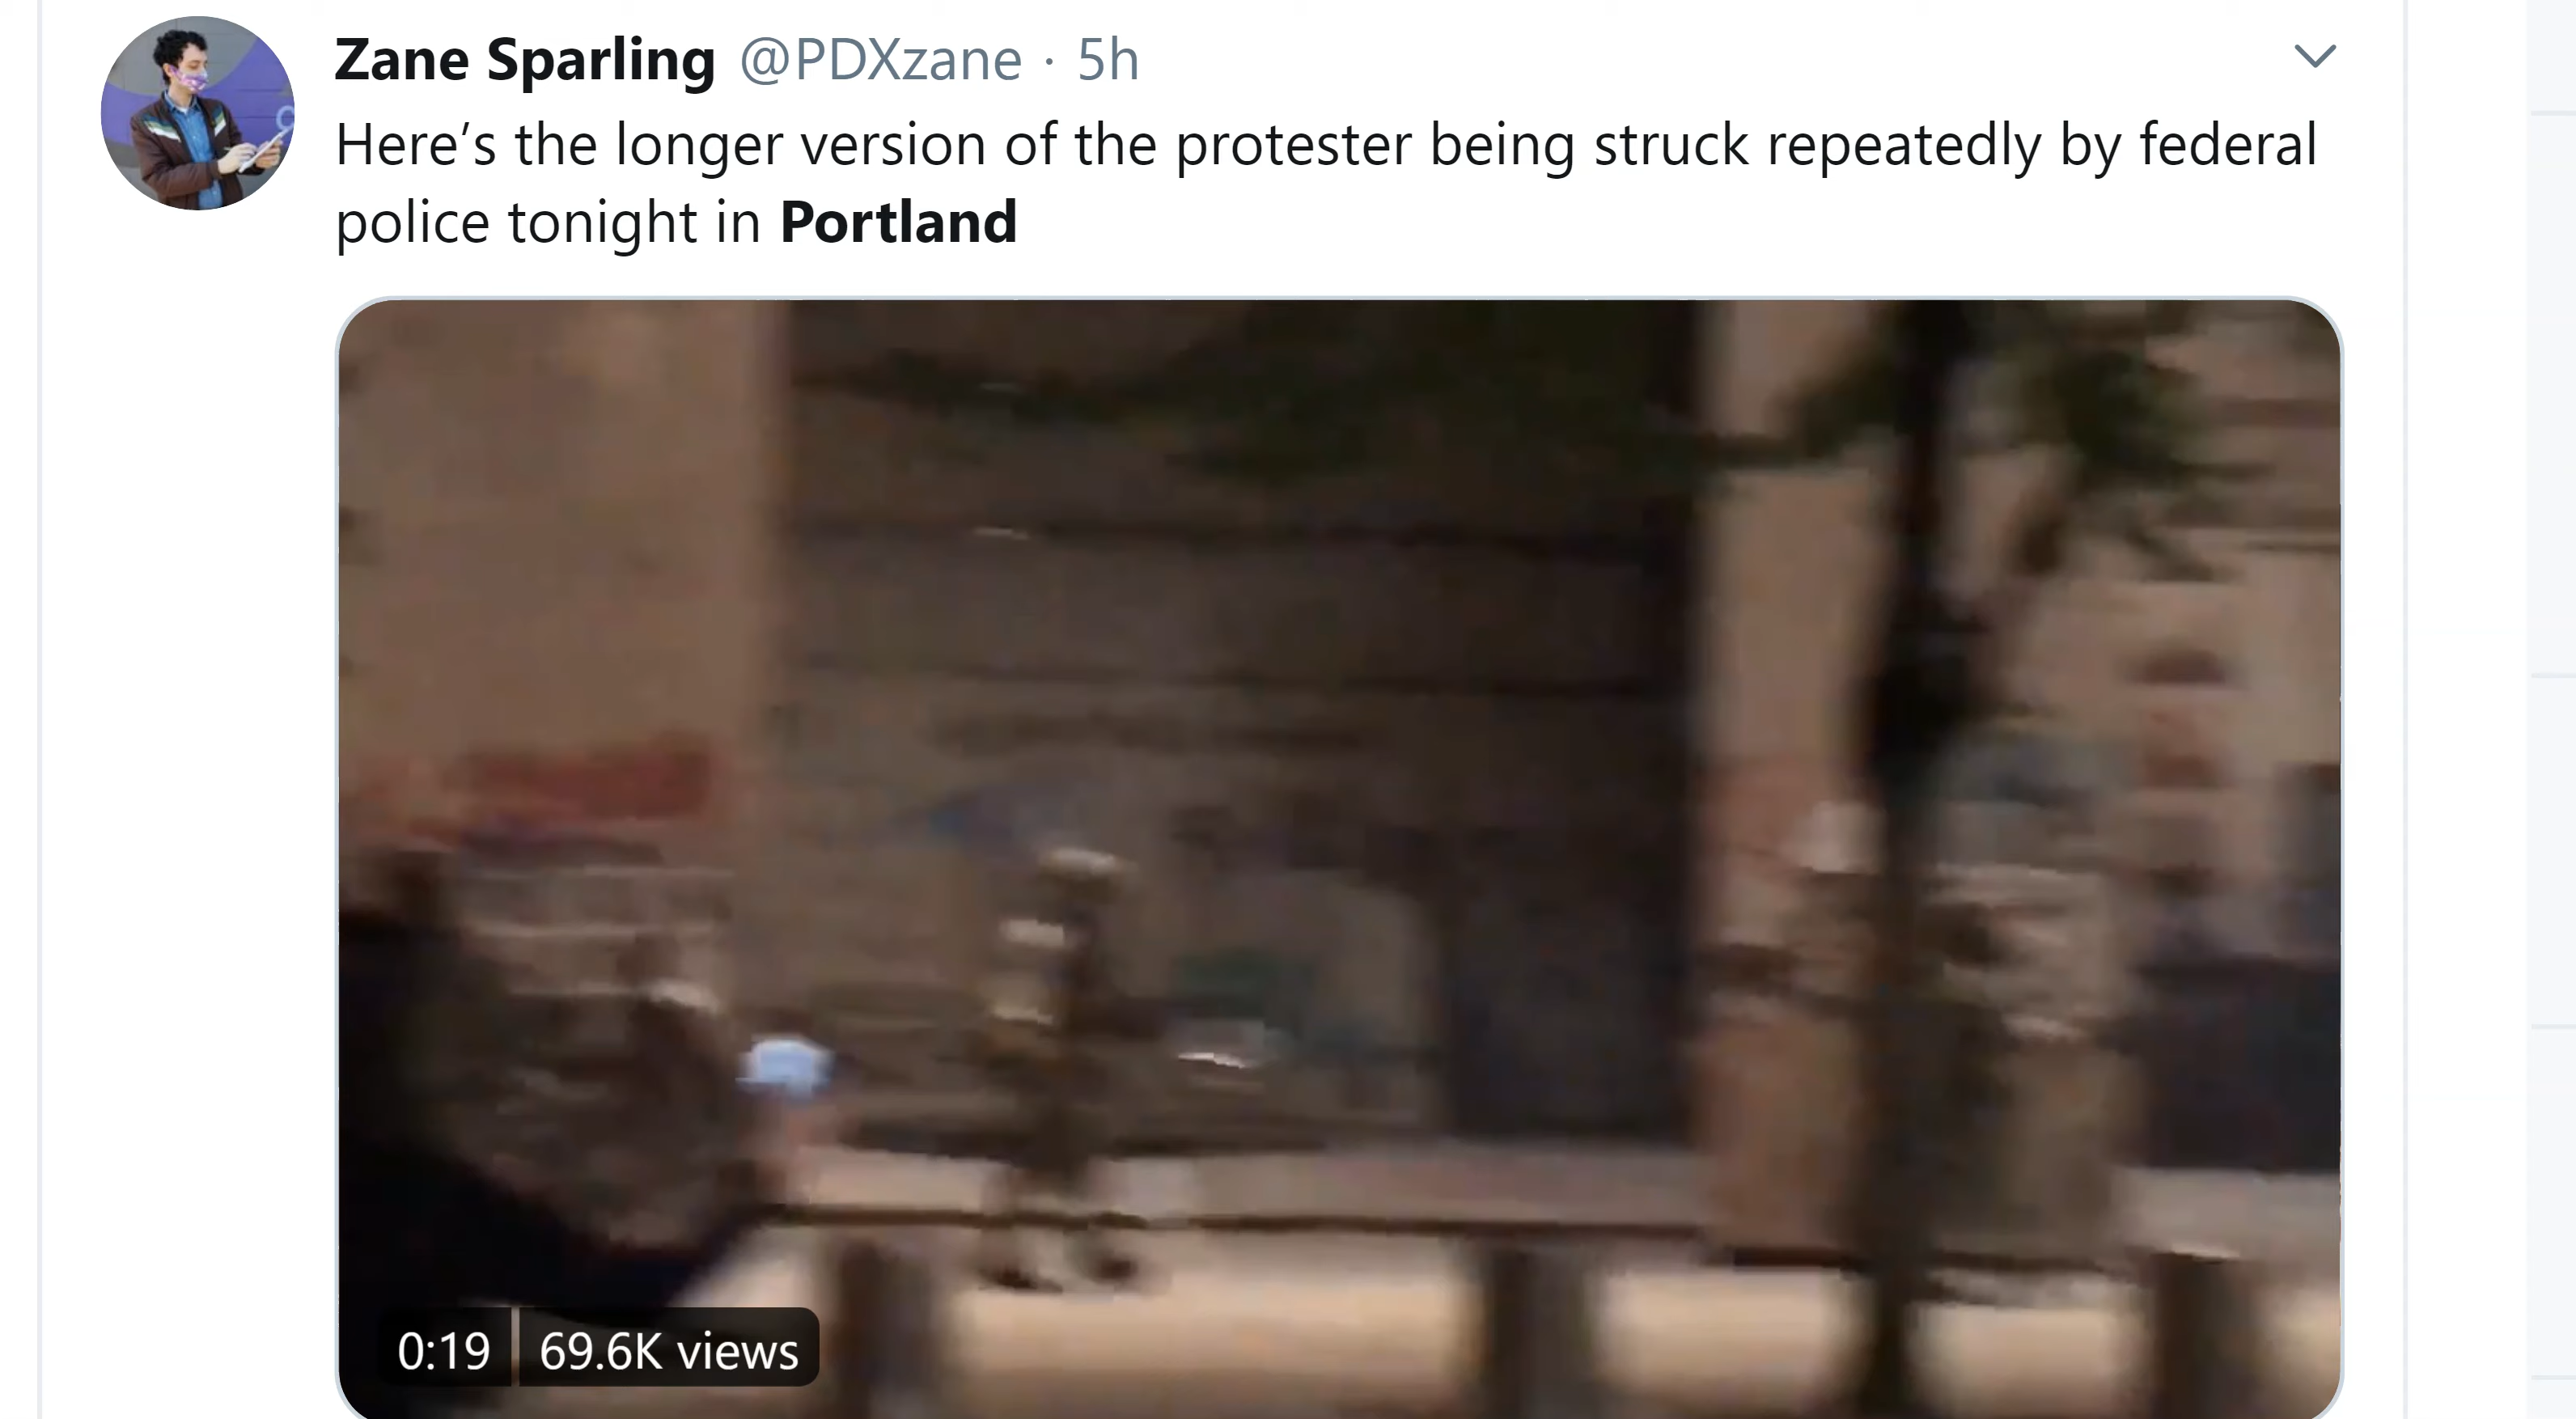 Zane Sparling @PDXzane · 5h
Here’s the longer version of the protester being struck repeatedly by federal
police tonight in Portland
0:19 69.6K views